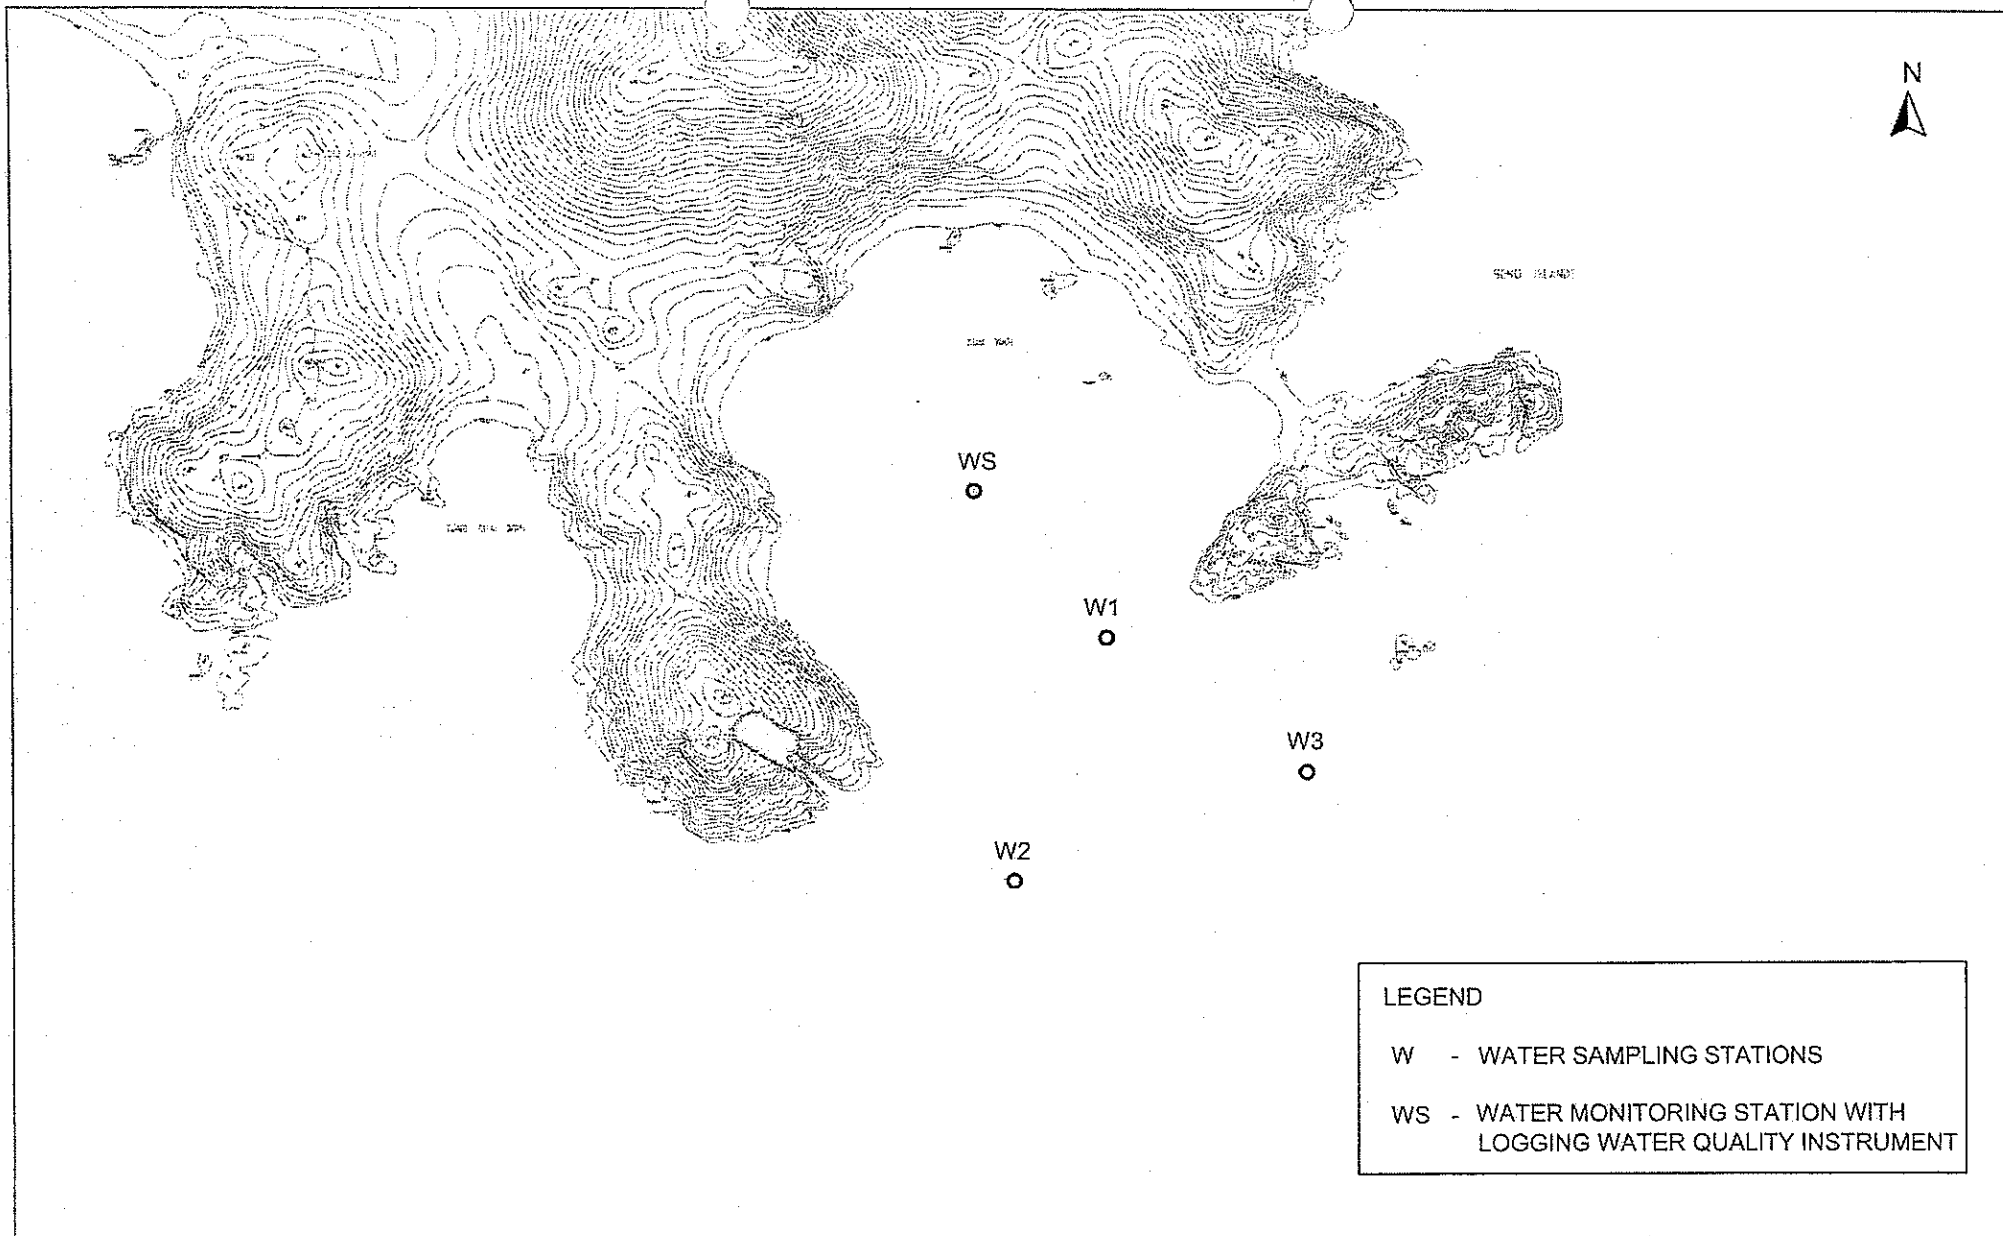 N
WS
W1
W3
W2
LEGEND
W - WATER SAMPLING STATIONS
WS - WATER MONITORING STATION WITH
LOGGING WATER QUALITY INSTRUMENT